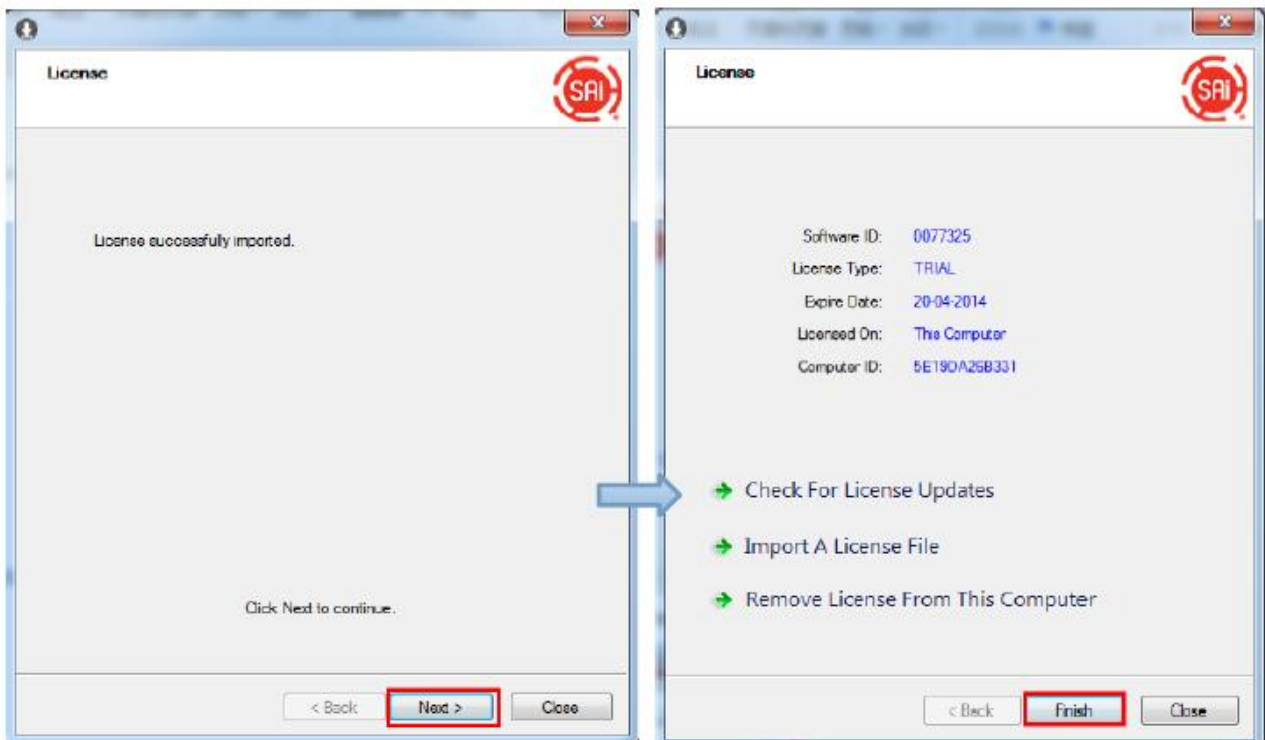 License
SAi
License successfully imported.
Click Next to continue.
< Back
Next >
Close
License
SAi
Software ID: 0077325
License Type: TRIAL
Expire Date: 20-04-2014
Licensed On: This Computer
Computer ID: 5E19DA26B331
Check For License Updates
Import A License File
Remove License From This Computer
< Back
Finish
Close